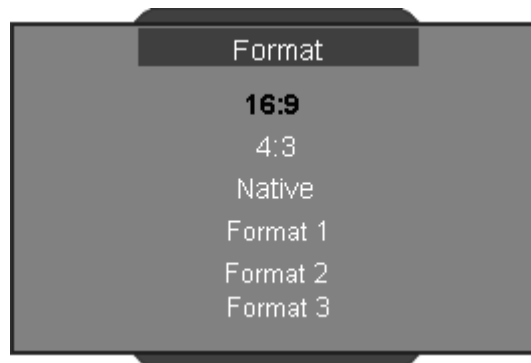 Format
16:9
4:3
Native
Format 1
Format 2
Format 3